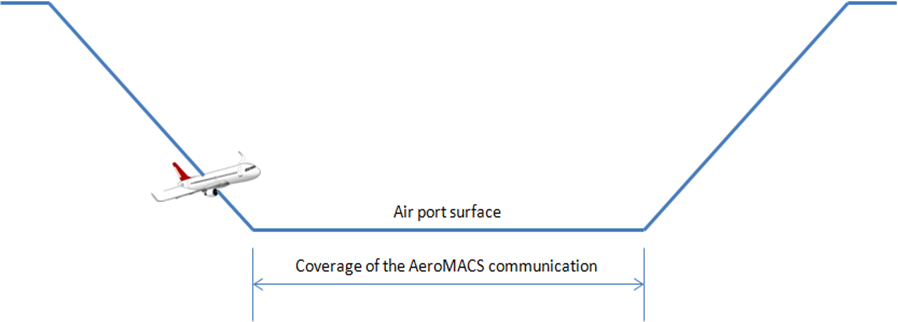 Air port surface
Coverage of the AeroMACS communication